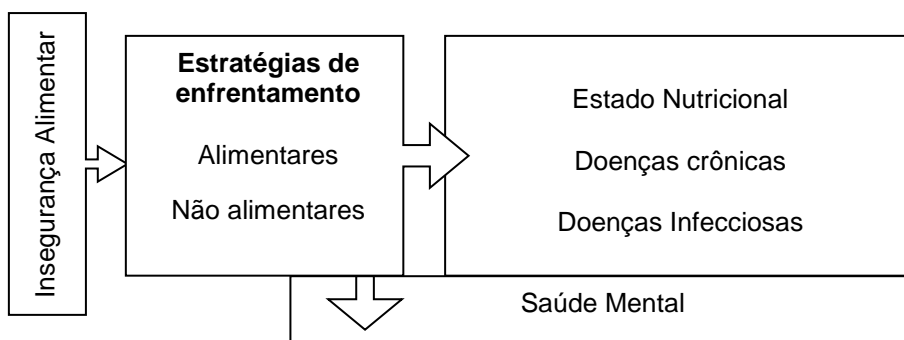 Insegurança Alimentar
Estratégias de
enfrentamento
Alimentares
Não alimentares
Estado Nutricional
Doenças crônicas
Doenças Infecciosas
Saúde Mental